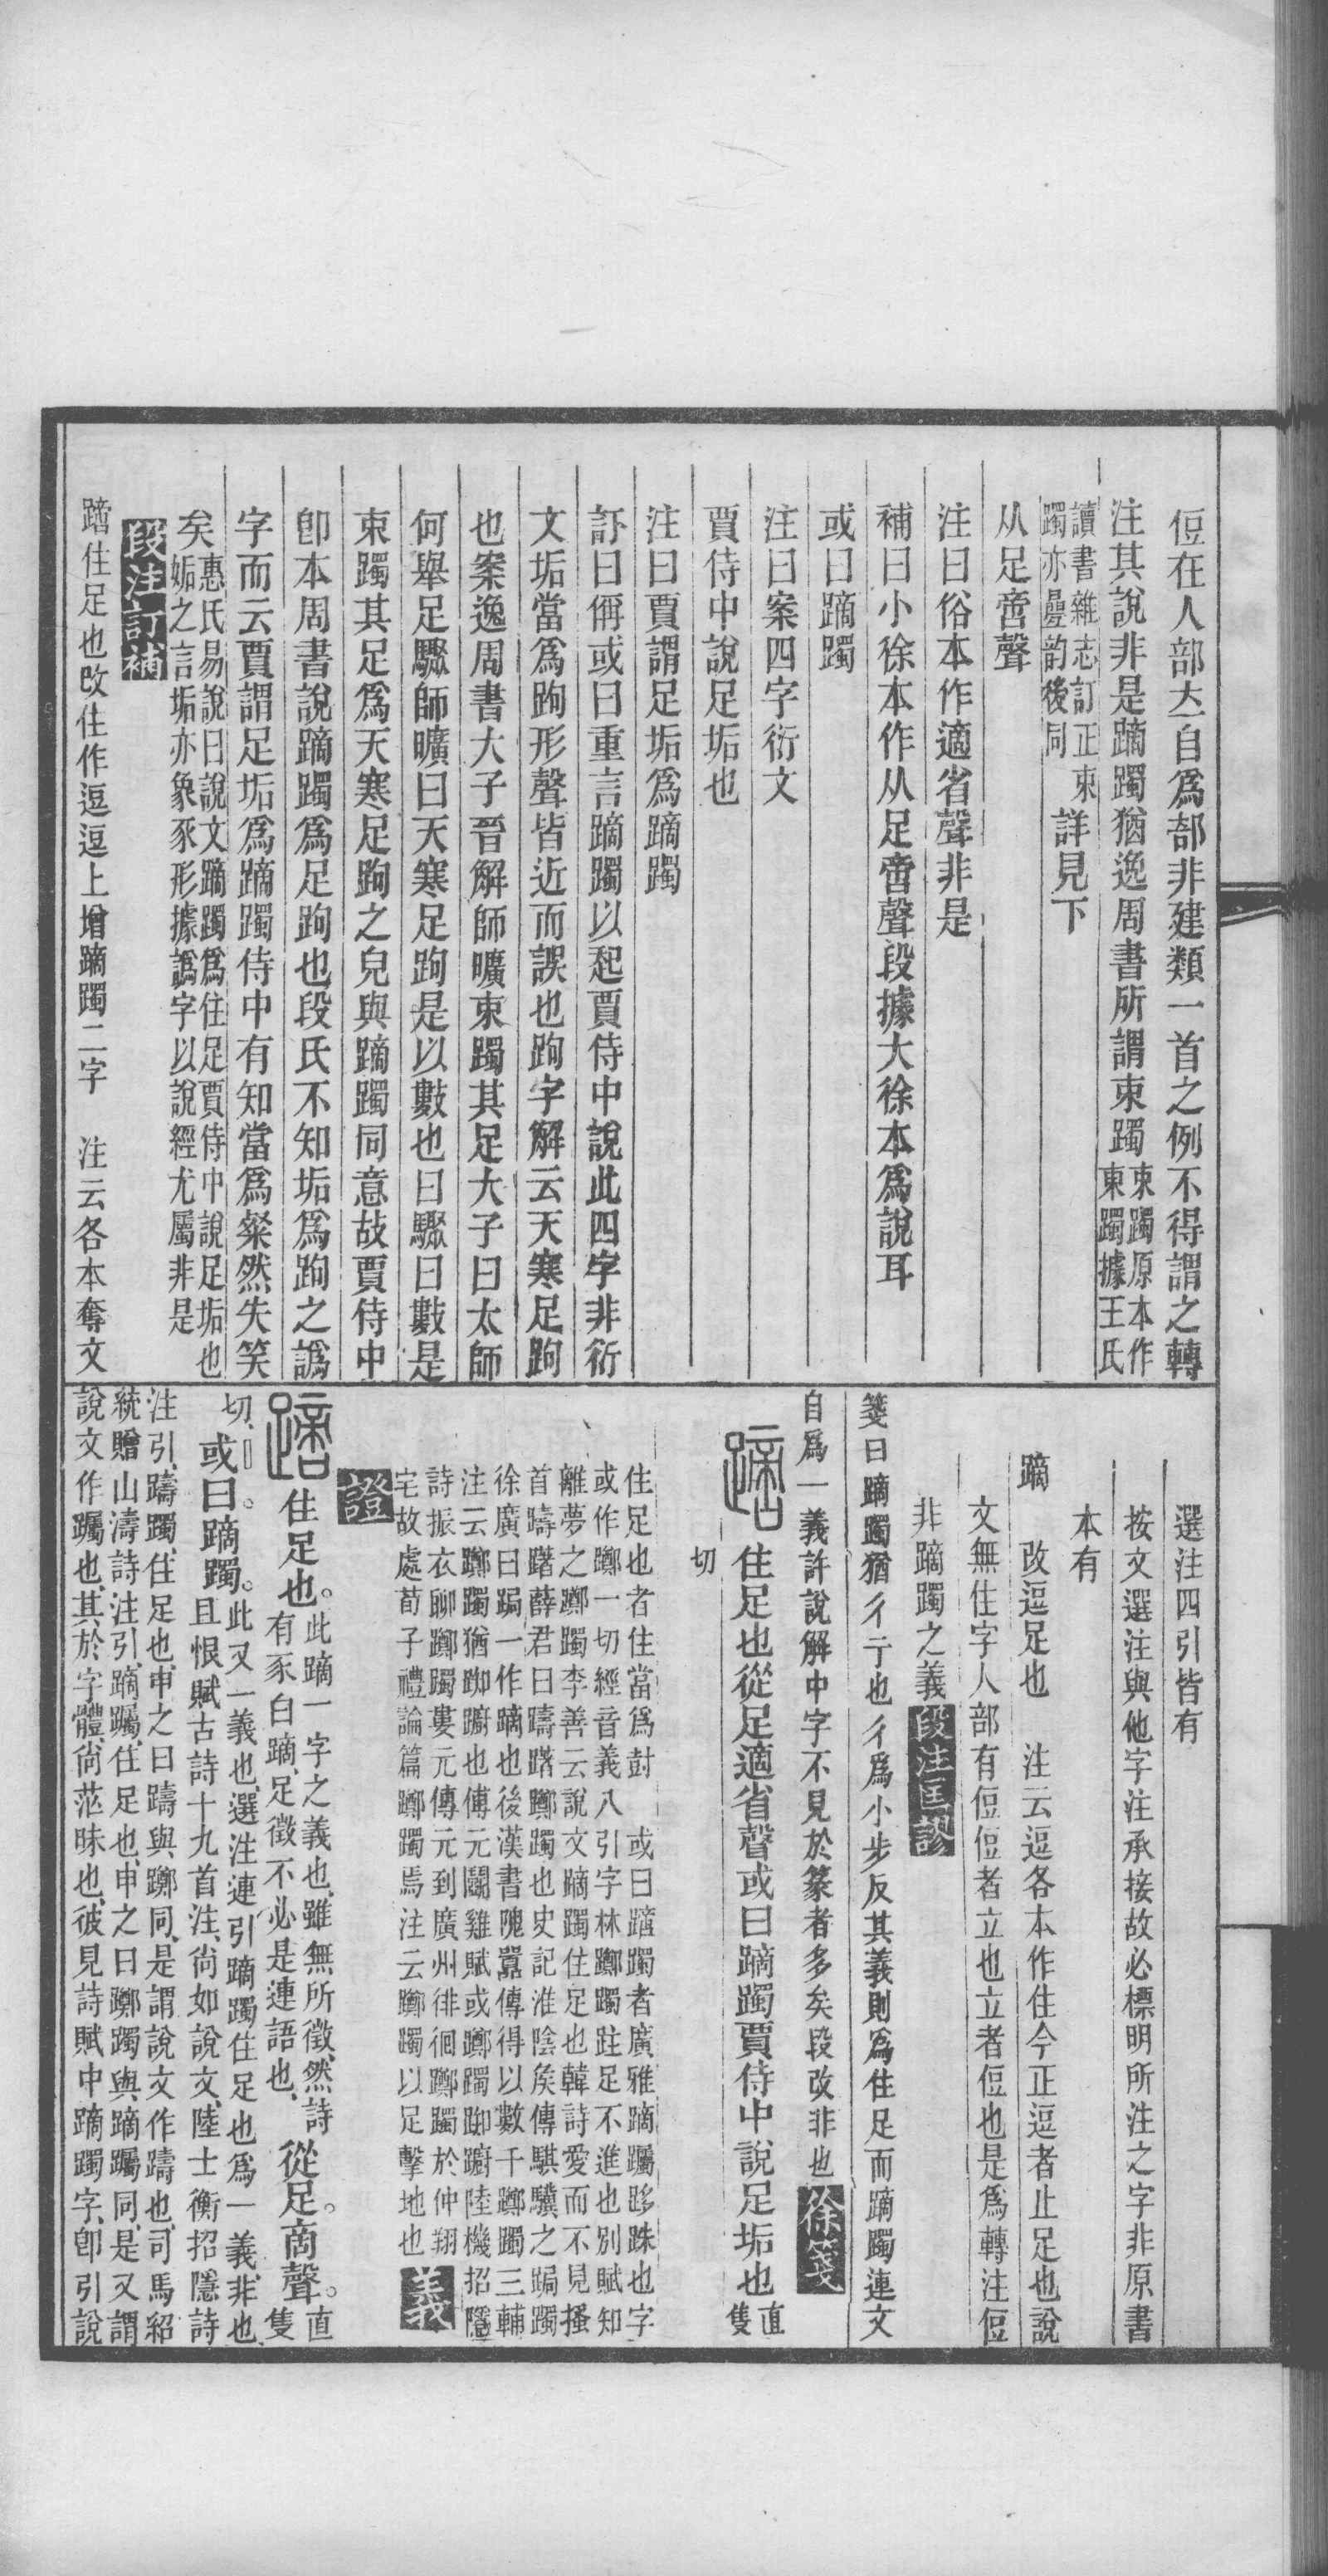 侸在人部𡗓自爲部非建類一首之例不得謂之轉
注其說非是蹢躅猶逸周書所謂束躅束躅原本作東躅據王氏
讀書雜志訂正束躅亦疊韵後同詳見下
从足啻聲
注曰俗本作適省聲非是
補曰小徐本作从足啻聲段據大徐本爲說耳
或曰蹢躅
注曰案四字衍文
賈侍中說足垢也
注曰賈謂足垢爲蹢躅
訂曰偁或曰重言蹢躅以起賈侍中說此四字非衍
文垢當爲跔形聲皆近而誤也跔字解云天寒足跔
也案逸周書大子晉解師曠束躅其足大子曰太師
何舉足驟師曠曰天寒足跔是以數也曰驟曰數是
束躅其足爲天寒足跔之皃與蹢躅同意故賈侍中
卽本周書說蹢躅爲足跔也段氏不知垢爲跔之譌
字而云賈謂足垢爲蹢躅侍中有知當爲粲然失笑
矣惠氏易說曰說文蹢躅爲住足賈侍中說足垢也姤之言垢亦象豕形據譌字以說經尤屬非是
段注訂補
蹢住足也改住作逗逗上增蹢躅二字　注云各本奪文
選注四引皆有
按文選注與他字注承接故必標明所注之字非原書
本有
蹢　改逗足也　注云逗各本作住今正逗者止足也說
文無住字人部有侸侸者立也立者侸也是爲轉注侸
非蹢躅之義段注匡謬
箋曰蹢躅猶彳亍也彳爲小步反其義則爲住足而蹢躅連文
自爲一義許說解中字不見於篆者多矣段改非也徐箋
蹢住足也從足適省聲或曰蹢躅賈侍中說足垢也直隻
切
住足也者住當爲尌　或曰蹢躅者廣雅蹢䠱跢跦也字
或作躑一切經音義八引字林躑躅跓足不進也別賦知
離夢之躑躅李善云說文蹢躅住足也韓詩愛而不見搔
首躊躇薛君曰躊躇躑躅也史記淮陰矦傳騏驥之跼躅
徐廣曰跼一作蹢也後漢書隗囂傳得以數千躑躅三輔
注云躑躅猶踟躕也傅元鬭雞賦或躑躅踟躕陸機招隱
詩振衣聊躑躅婁元傳元到廣州徘徊躑躅於仲翔
宅故處荀子禮論篇躑躅焉注云躑躅以足擊地也義
證
蹢住足也。此蹢一字之義也、雖無所徵、然詩有豕白蹢、足徵不必是連語也、從足。啇聲。直隻
切、或曰。蹢躅。此又一義也、選注連引蹢躅住足也爲一義、非也、且恨賦古詩十九首注、尙如說文、陸士衡招隱詩
注引、躊躅、住足也、申之曰躊與躑同、是謂說文作躊也、司馬紹
統贈山濤詩注引、蹢䠱、住足也、申之曰躑躅與蹢䠱同、是又謂
說文作䠱也、其於字體、尙茫昧也、彼見詩賦中蹢躅字、卽引說